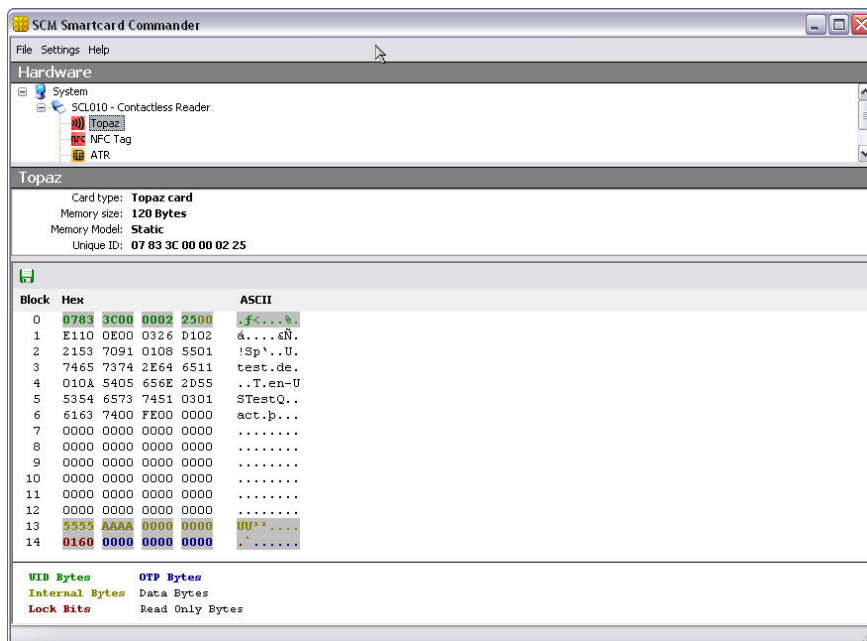 SCM Smartcard Commander
File Settings Help
Hardware
System
SCL010 - Contactless Reader
Topaz
NFC Tag
ATR
Topaz
Card type: Topaz card
Memory size: 120 Bytes
Memory Model: Static
Unique ID: 07 83 3C 00 00 02 25
Block Hex ASCII
0 0783 3C00 0002 2500 .ƒ<...%.
1 E110 0E00 0326 D102 á....&Ñ.
2 2153 7091 0108 5501 !Sp‘..U.
3 7465 7374 2E64 6511 test.de.
4 010A 5405 656E 2D55 ..T.en-U
5 5354 6573 7451 0301 STestQ..
6 6163 7400 FE00 0000 act.þ...
7 0000 0000 0000 0000 ........
8 0000 0000 0000 0000 ........
9 0000 0000 0000 0000 ........
10 0000 0000 0000 0000 ........
11 0000 0000 0000 0000 ........
12 0000 0000 0000 0000 ........
13 5555 AAAA 0000 0000 UUªª....
14 0160 0000 0000 0000 .`......
UID Bytes OTP Bytes
Internal Bytes Data Bytes
Lock Bits Read Only Bytes